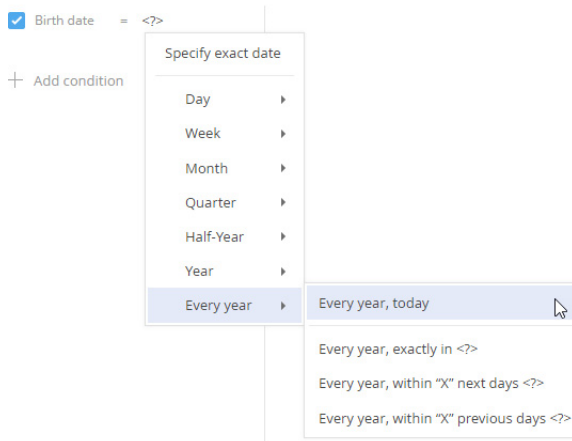 Birth date = <?>
Specify exact date
Add condition
Day
Week
Month
Quarter
Half-Year
Year
Every year
Every year, today
Every year, exactly in <?>
Every year, within “X” next days <?>
Every year, within “X” previous days <?>